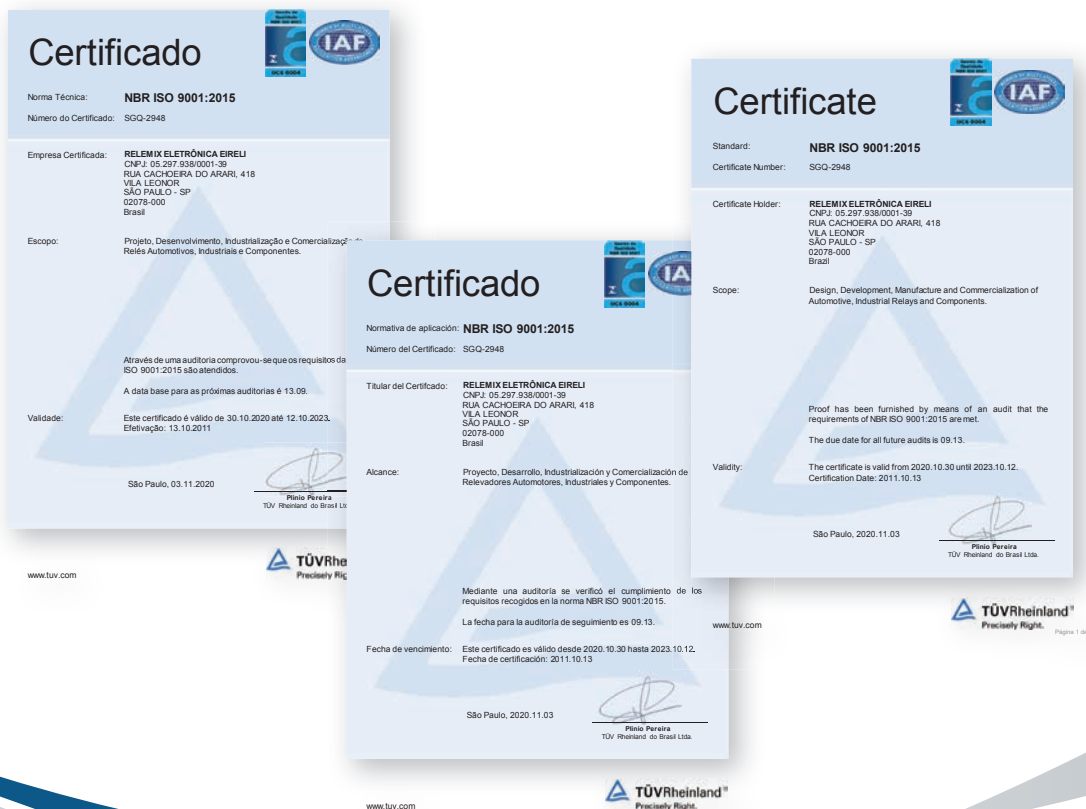 Certificado
IAF
OCS 0004
Norma Técnica: NBR ISO 9001:2015
Número do Certificado: SGQ-2948
Empresa Certificada: RELEMIX ELETRÔNICA EIRELI
CNPJ: 05.297.938/0001-39
RUA CACHOEIRA DO ARARI, 418
VILA LEONOR
SÃO PAULO - SP
02078-000
Brasil
Escopo: Projeto, Desenvolvimento, Industrialização e Comercialização de
Relés Automotivos, Industriais e Componentes.
Através de uma auditoria comprovou-se que os requisitos da
ISO 9001:2015 são atendidos.
A data base para as próximas auditorias é 13.09.
Validade: Este certificado é válido de 30.10.2020 até 12.10.2023.
Efetivação: 13.10.2011
São Paulo, 03.11.2020
Plinio Pereira
TÜV Rheinland do Brasil Lt
www.tuv.com
TÜVRhe
Precisely Rig
Certificado
IA
OCS 0004
Normativa de aplicación: NBR ISO 9001:2015
Número del Certificado: SGQ-2948
Titular del Certifcado: RELEMIX ELETRÔNICA EIRELI
CNPJ: 05.297.938/0001-39
RUA CACHOEIRA DO ARARI, 418
VILA LEONOR
SÃO PAULO - SP
02078-000
Brasil
Alcance: Proyecto, Desarrollo, Industrialización y Comercialización de
Relevadores Automotores, Industriales y Componentes.
Mediante una auditoría se verificó el cumplimiento de los
requisitos recogidos en la norma NBR ISO 9001:2015.
La fecha para la auditoría de seguimiento es 09.13.
Fecha de vencimiento: Este certificado es válido desde 2020.10.30 hasta 2023.10.12.
Fecha de certificación: 2011.10.13
São Paulo, 2020.11.03
Plinio Pereira
TÜV Rheinland do Brasil Ltda.
www.tuv.com
TÜVRheinland®
Precisely Right.
Certificate
IAF
OCS 0004
Standard: NBR ISO 9001:2015
Certificate Number: SGQ-2948
Certificate Holder: RELEMIX ELETRÔNICA EIRELI
CNPJ: 05.297.938/0001-39
RUA CACHOEIRA DO ARARI, 418
VILA LEONOR
SÃO PAULO - SP
02078-000
Brazil
Scope: Design, Development, Manufacture and Commercialization of
Automotive, Industrial Relays and Components.
Proof has been furnished by means of an audit that the
requirements of NBR ISO 9001:2015 are met.
The due date for all future audits is 09.13.
Validity: The certificate is valid from 2020.10.30 until 2023.10.12.
Certification Date: 2011.10.13
São Paulo, 2020.11.03
Plinio Pereira
TÜV Rheinland do Brasil Ltda.
www.tuv.com
TÜVRheinland®
Precisely Right.
Página 1 de